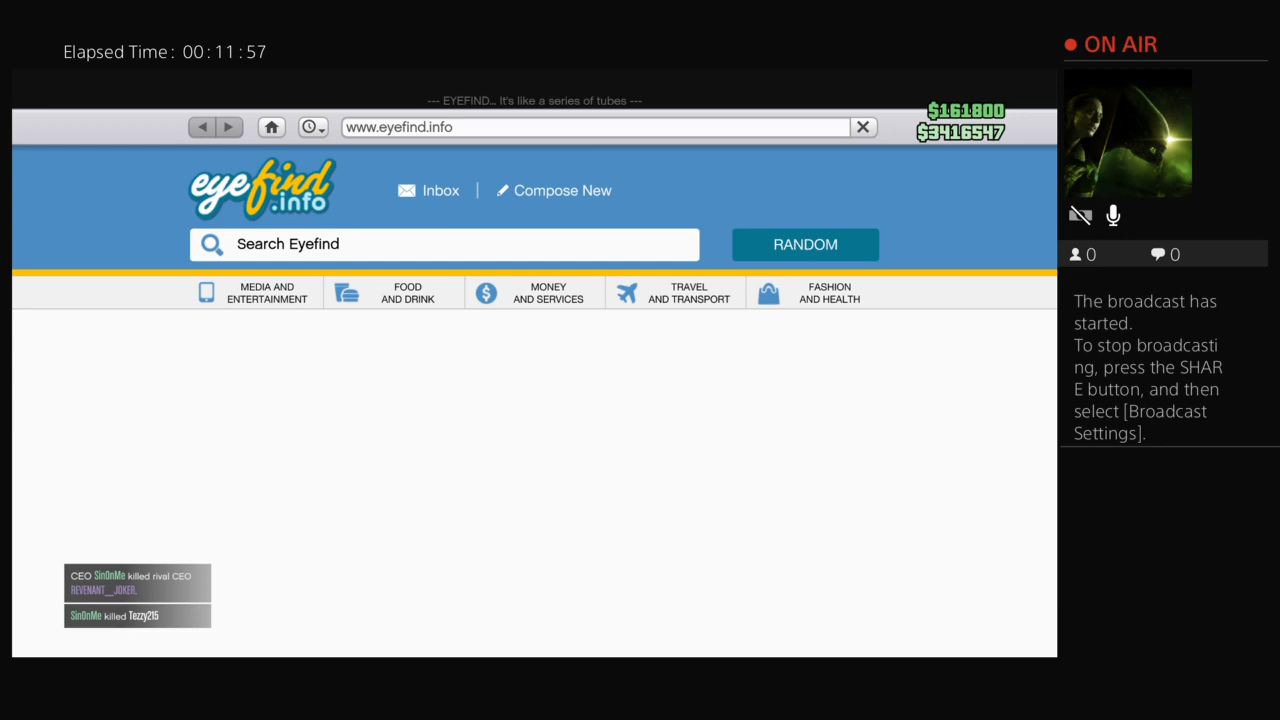 Elapsed Time: 00:11:57
ON AIR
--- EYEFIND... It's like a series of tubes ---
$161800
www.eyefind.info
$3416547
eyefind
.info
Inbox
Compose New
Search Eyefind
RANDOM
0
0
MEDIA AND
ENTERTAINMENT
FOOD
AND DRINK
MONEY
AND SERVICES
TRAVEL
AND TRANSPORT
FASHION
AND HEALTH
The broadcast has
started.
To stop broadcasti
ng, press the SHAR
E button, and then
select [Broadcast
Settings].
CEO Sin0nMe killed rival CEO
REVENANT__JOKER.
Sin0nMe killed Tezzy215